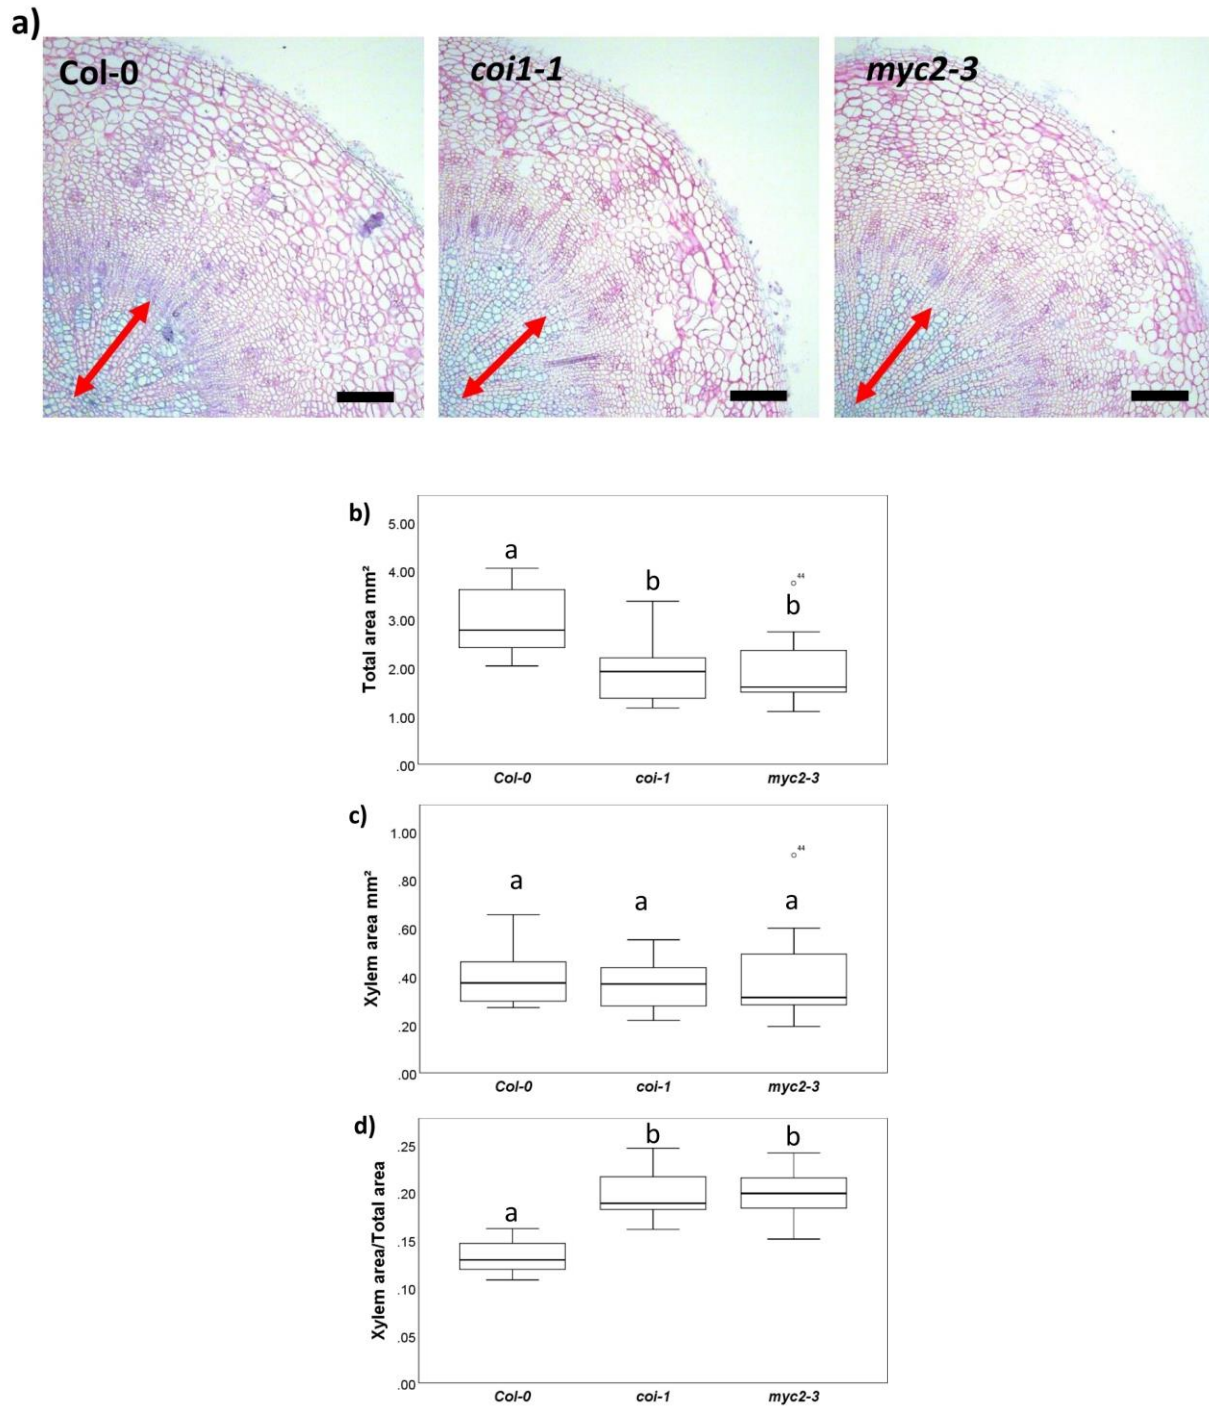 a)
Col-0
coi1-1
myc2-3
b)
Total area mm²
5.00
4.00
3.00
2.00
1.00
.00
a
b
b
44
Col-0
coi-1
myc2-3
c)
Xylem area mm²
1.00
.80
.60
.40
.20
.00
a
a
a
44
Col-0
coi-1
myc2-3
d)
Xylem area/Total area
.25
.20
.15
.10
.05
.00
a
b
b
Col-0
coi-1
myc2-3